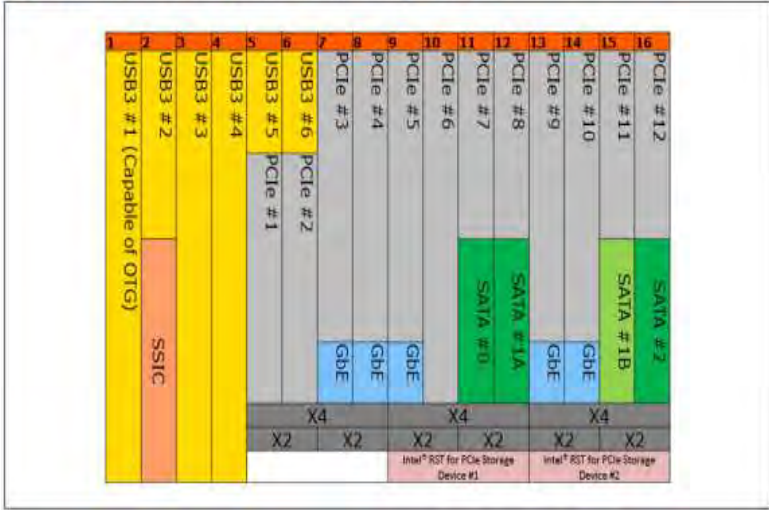 1 2 3 4 5 6 7 8 9 10 11 12 13 14 15 16
USB3 #1 (Capable of OTG)
USB3 #2
SSIC
USB3 #3
USB3 #4
USB3 #5
PCIe #1
USB3 #6
PCIe #2
PCIe #3
GbE
PCIe #4
GbE
PCIe #5
GbE
PCIe #6
PCIe #7
SATA #0
PCIe #8
SATA #1A
PCIe #9
GbE
PCIe #10
GbE
PCIe #11
SATA #1B
PCIe #12
SATA #2
X4 X4 X4
X2 X2 X2 X2 X2 X2
Intel® RST for PCIe Storage
Device #1
Intel® RST for PCIe Storage
Device #2